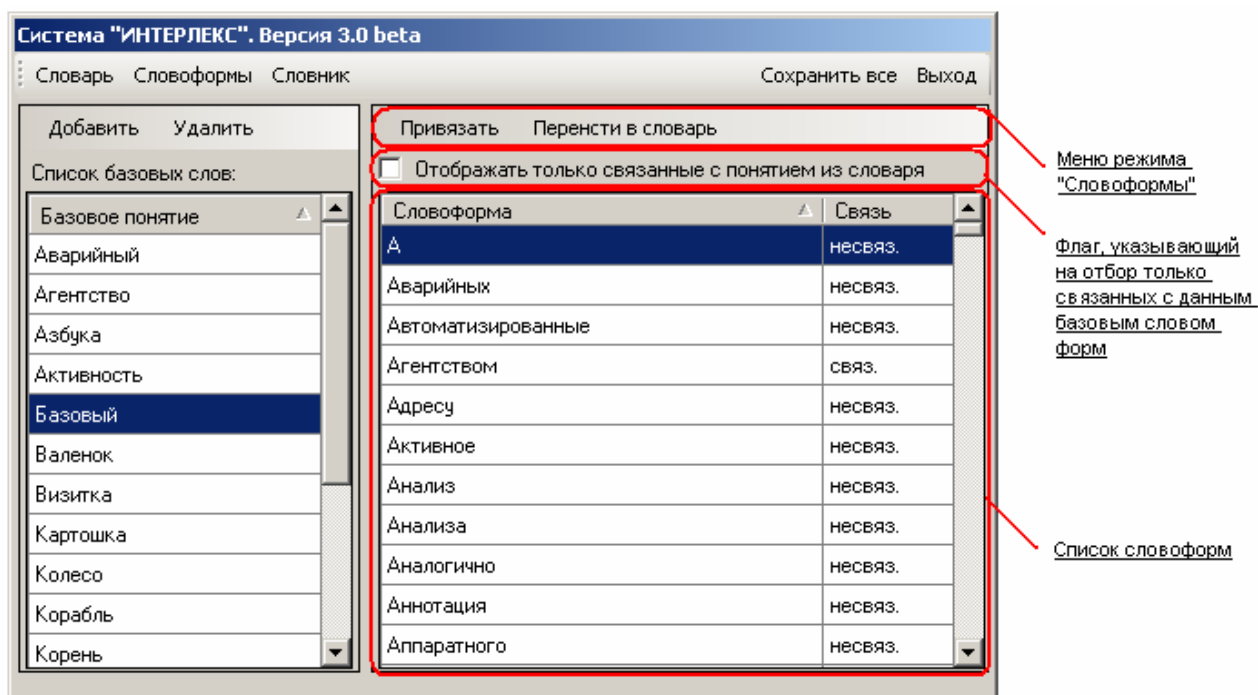 Система "ИНТЕРЛЕКС". Версия 3.0 beta
Словарь Словоформы Словник Сохранить все Выход
Добавить Удалить
Список базовых слов:
Базовое понятие
Аварийный
Агентство
Азбука
Активность
Базовый
Валенок
Визитка
Картошка
Колесо
Корабль
Корень
Привязать Перенсти в словарь
Отображать только связанные с понятием из словаря
Словоформа Связь
А несвяз.
Аварийных несвяз.
Автоматизированные несвяз.
Агентством связ.
Адресу несвяз.
Активное несвяз.
Анализ несвяз.
Анализа несвяз.
Аналогично несвяз.
Аннотация несвяз.
Аппаратного несвяз.
Меню режима
"Словоформы"
Флаг, указывающий
на отбор только
связанных с данным
базовым словом
форм
Список словоформ